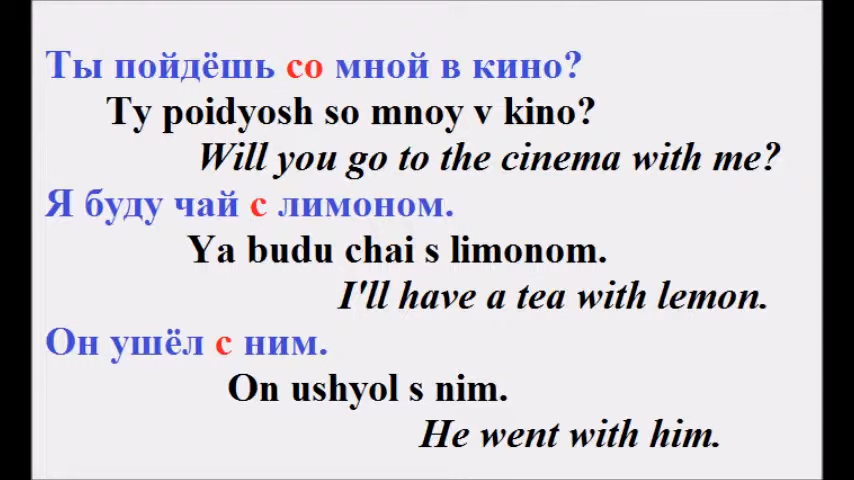 Ты пойдёшь со мной в кино?
Ty poidyosh so mnoy v kino?
Will you go to the cinema with me?
Я буду чай с лимоном.
Ya budu chai s limonom.
I'll have a tea with lemon.
Он ушёл с ним.
On ushyol s nim.
He went with him.